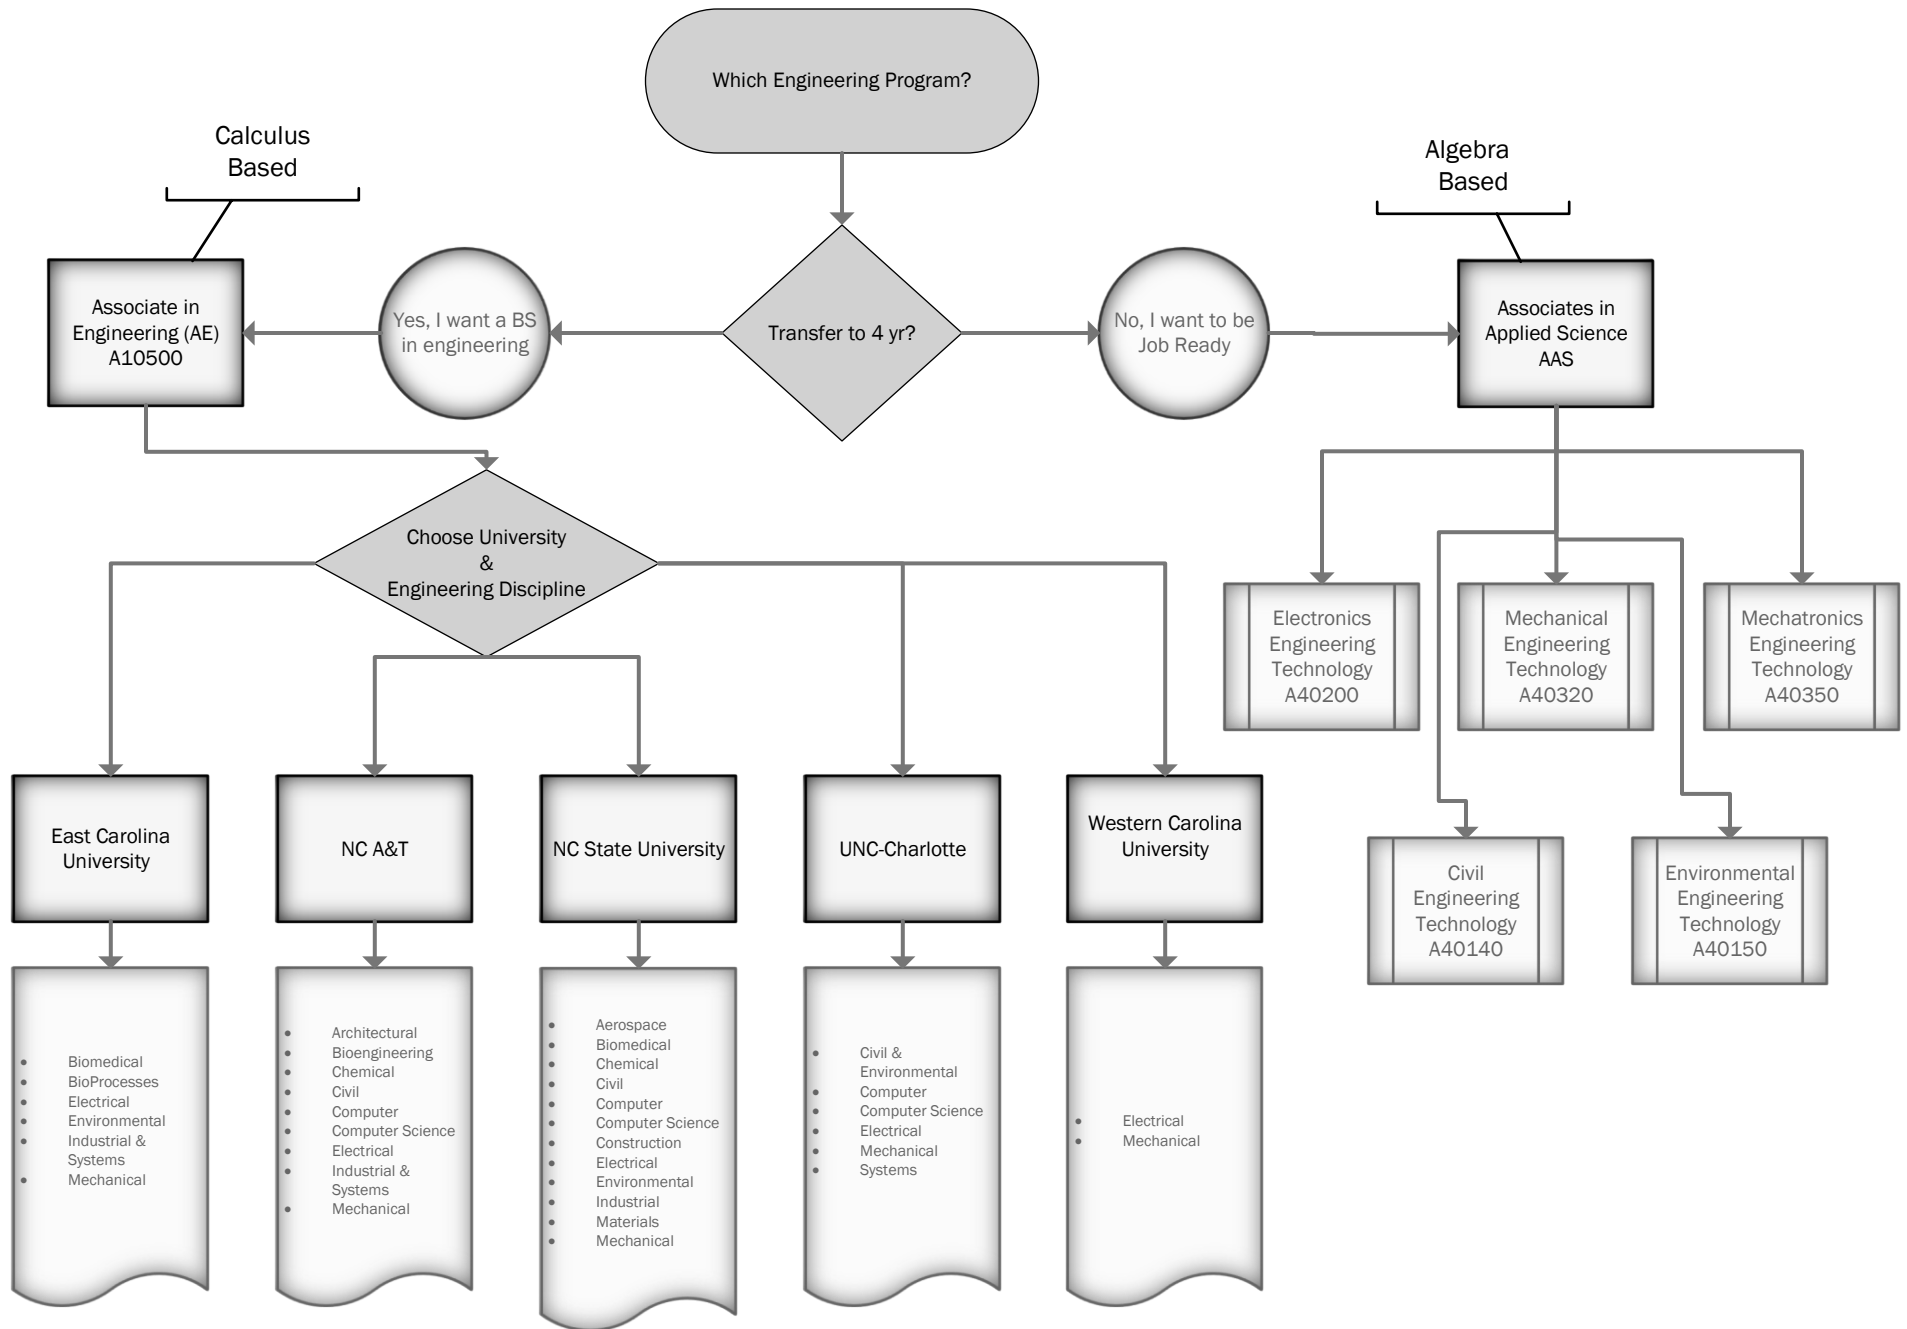 Which Engineering Program?
Calculus
Based
Algebra
Based
Associate in
Engineering (AE)
A10500
Yes, I want a BS
in engineering
Transfer to 4 yr?
No, I want to be
Job Ready
Associates in
Applied Science
AAS
Choose University
&
Engineering Discipline
Electronics
Engineering
Technology
A40200
Mechanical
Engineering
Technology
A40320
Mechatronics
Engineering
Technology
A40350
Civil
Engineering
Technology
A40140
Environmental
Engineering
Technology
A40150
East Carolina
University
NC A&T
NC State University
UNC-Charlotte
Western Carolina
University
• Biomedical
• BioProcesses
• Electrical
• Environmental
• Industrial &
Systems
• Mechanical
• Architectural
• Bioengineering
• Chemical
• Civil
• Computer
• Computer Science
• Electrical
• Industrial &
Systems
• Mechanical
• Aerospace
• Biomedical
• Chemical
• Civil
• Computer
• Computer Science
• Construction
• Electrical
• Environmental
• Industrial
• Materials
• Mechanical
• Civil &
Environmental
• Computer
• Computer Science
• Electrical
• Mechanical
• Systems
• Electrical
• Mechanical